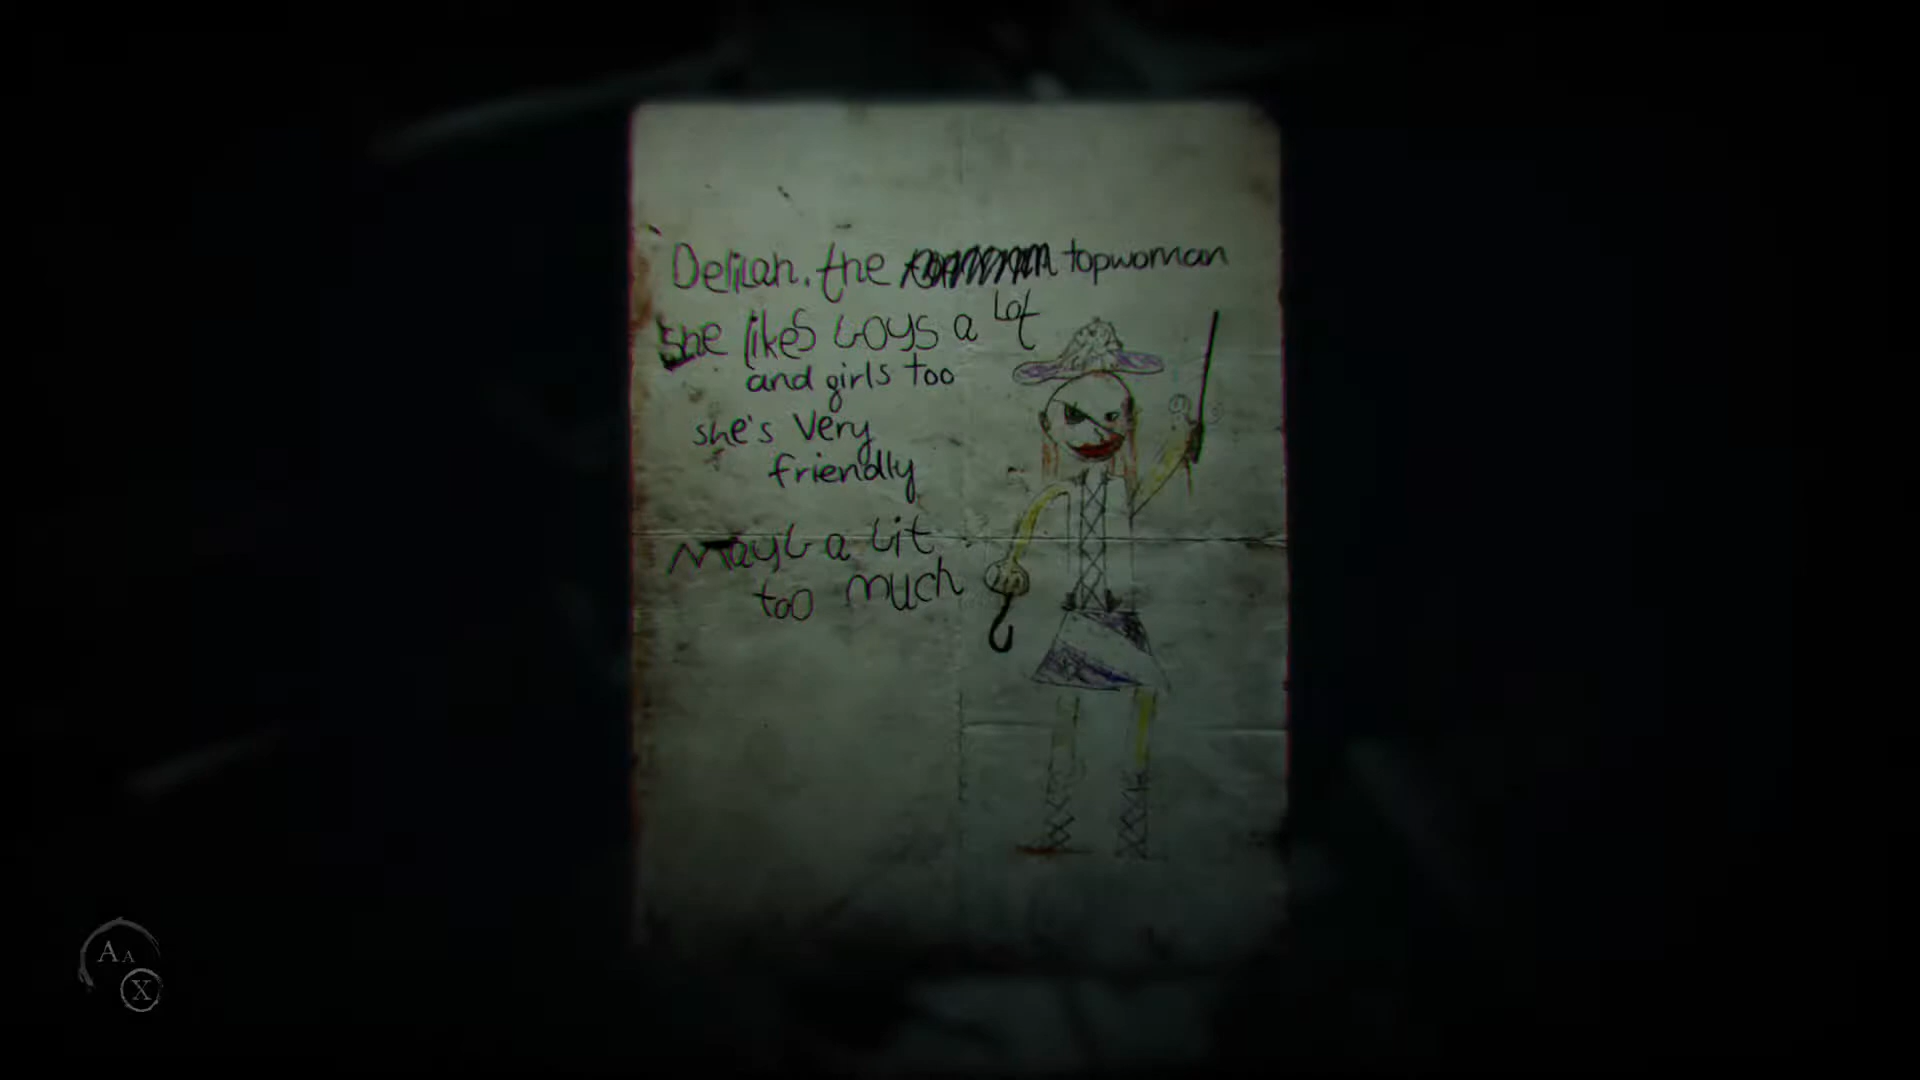 Delilah, the topwoman
she likes boys a Lot
and girls too
she's Very
friendly
Mayb a bit
too much
A A
X